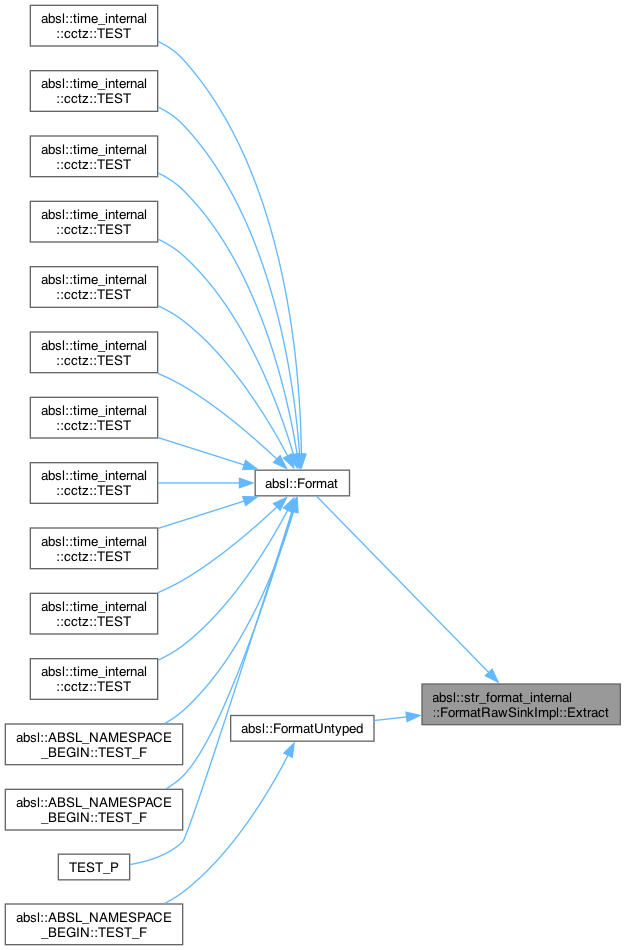 absl::time_internal
::cctz::TEST
absl::time_internal
::cctz::TEST
absl::time_internal
::cctz::TEST
absl::time_internal
::cctz::TEST
absl::time_internal
::cctz::TEST
absl::time_internal
::cctz::TEST
absl::time_internal
::cctz::TEST
absl::time_internal
::cctz::TEST
absl::Format
absl::time_internal
::cctz::TEST
absl::time_internal
::cctz::TEST
absl::time_internal
::cctz::TEST
absl::str_format_internal
::FormatRawSinkImpl::Extract
absl::FormatUntyped
absl::ABSL_NAMESPACE
_BEGIN::TEST_F
absl::ABSL_NAMESPACE
_BEGIN::TEST_F
TEST_P
absl::ABSL_NAMESPACE
_BEGIN::TEST_F